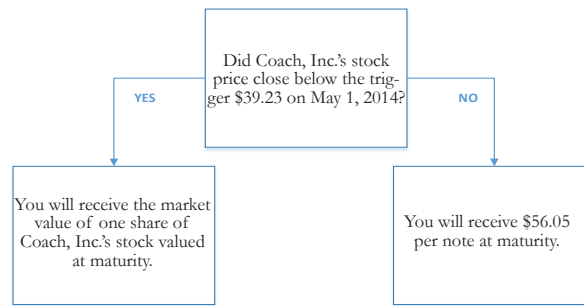 Did Coach, Inc.'s stock
price close below the trig-
ger $39.23 on May 1, 2014?
YES
NO
You will receive the market
value of one share of
Coach, Inc.'s stock valued
at maturity.
You will receive $56.05
per note at maturity.